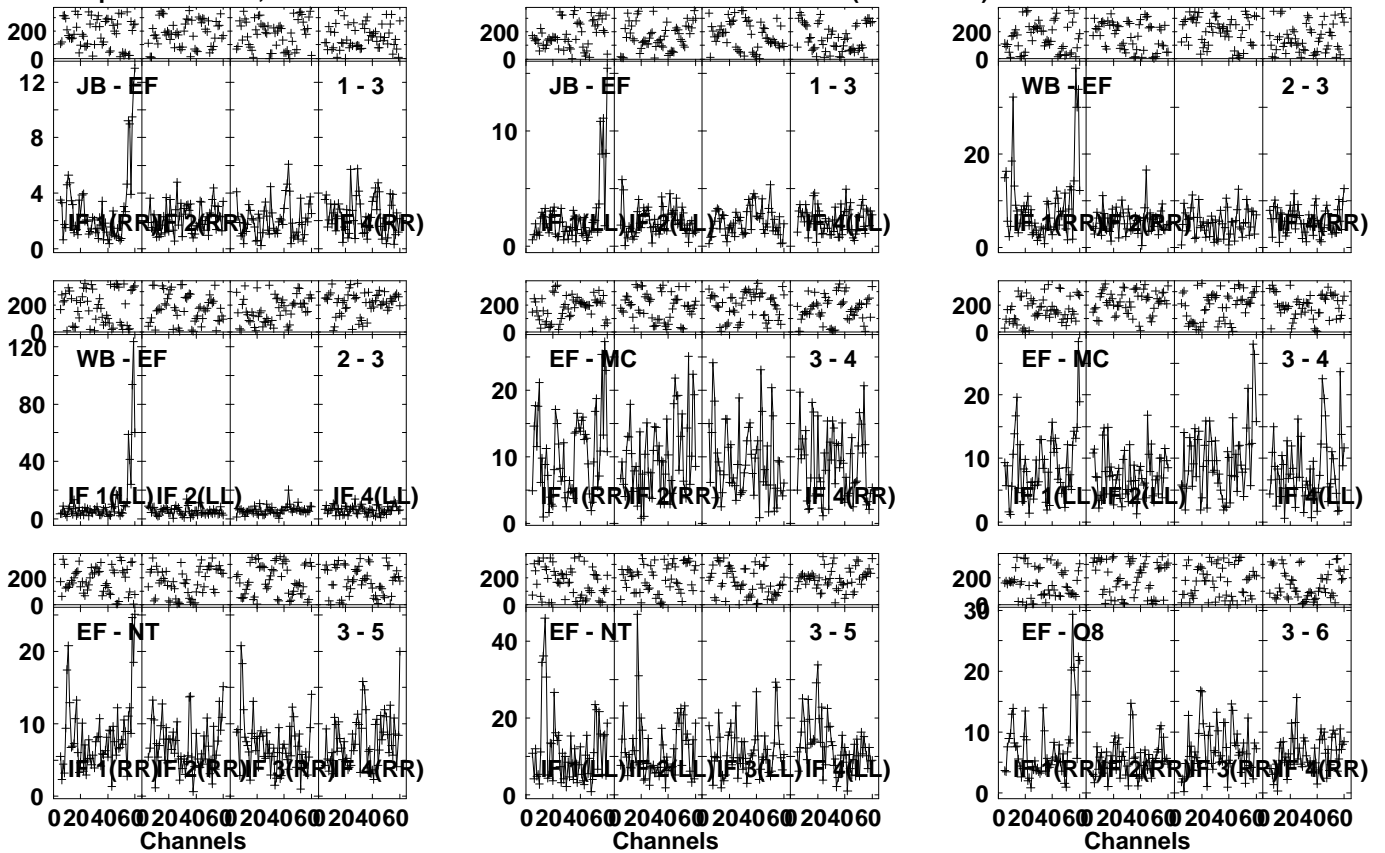 200
0
200
0
200
0
12
8
4
0
JB - EF
1 - 3
IF 1(RR)
IF 2(RR)
IF 4(RR)
10
0
JB - EF
1 - 3
IF 1(LL)
IF 2(LL)
IF 4(LL)
20
0
WB - EF
2 - 3
IF 1(RR)
IF 2(RR)
IF 4(RR)
200
0
200
0
200
0
120
80
40
0
WB - EF
2 - 3
IF 1(LL)
IF 2(LL)
IF 4(LL)
20
10
0
EF - MC
3 - 4
IF 1(RR)
IF 2(RR)
IF 4(RR)
20
10
0
EF - MC
3 - 4
IF 1(LL)
IF 2(LL)
IF 4(LL)
200
0
200
0
200
0
20
10
0
EF - NT
3 - 5
IF 1(RR)
IF 2(RR)
IF 3(RR)
IF 4(RR)
40
20
0
EF - NT
3 - 5
IF 1(LL)
IF 2(LL)
IF 3(LL)
IF 4(LL)
30
20
10
0
EF - O8
3 - 6
IF 1(RR)
IF 2(RR)
IF 3(RR)
IF 4(RR)
0 20 40 60 0 20 40 60 0 20 40 60 0 20 40 60
Channels
0 20 40 60 0 20 40 60 0 20 40 60 0 20 40 60
Channels
0 20 40 60 0 20 40 60 0 20 40 60 0 20 40 60
Channels